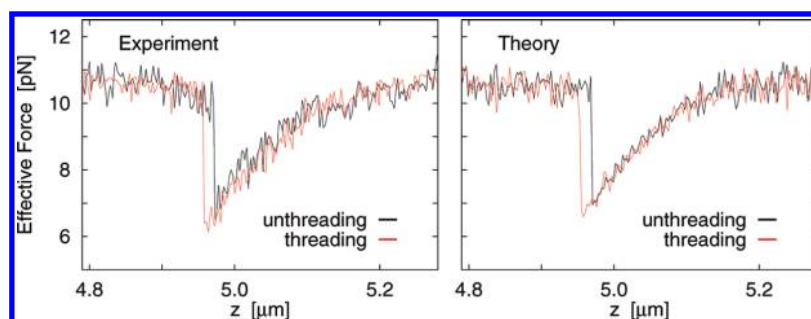 Experiment
Theory
Effective Force [pN]
12
10
8
6
unthreading
threading
unthreading
threading
4.8
5.0
5.2
4.8
5.0
5.2
z [μm]
z [μm]